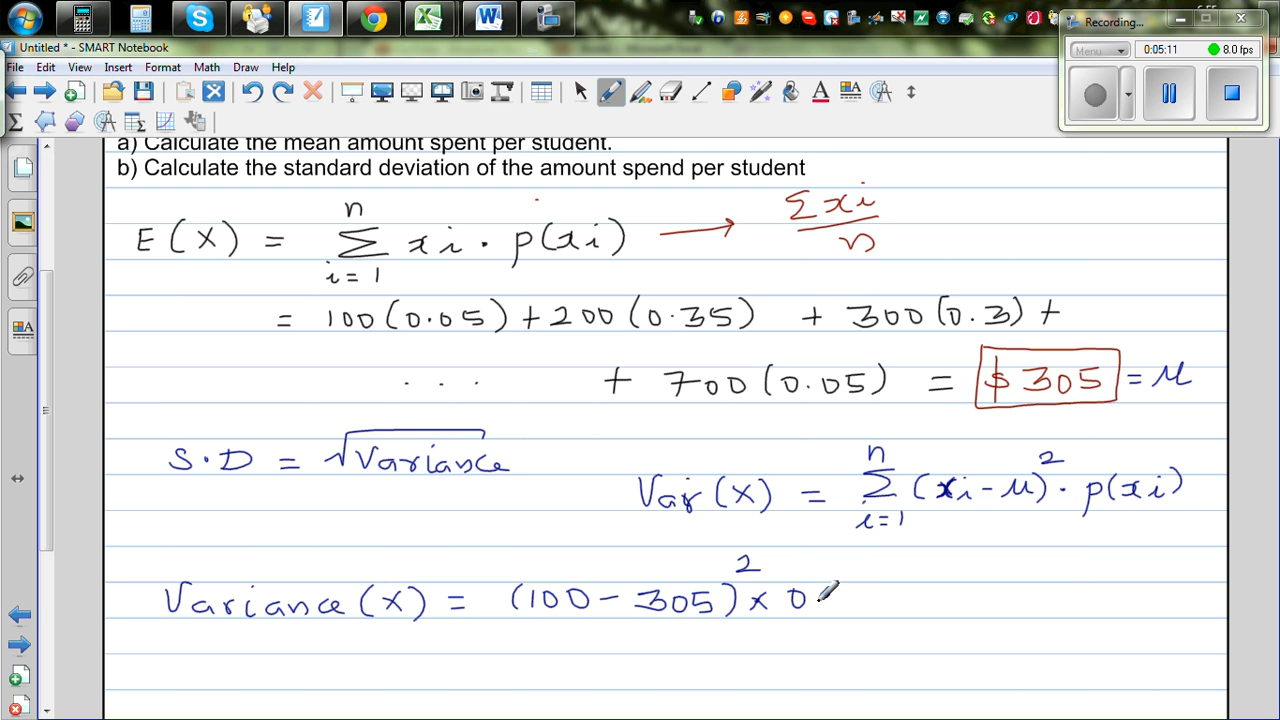 Recording...
Untitled * - SMART Notebook
Menu
0:05:11
8.0 fps
File Edit View Insert Format Math Draw Help
a) Calculate the mean amount spent per student.
b) Calculate the standard deviation of the amount spend per student
E(X) = n Σ i=1 xi · p(xi) → Σxi / n
= 100(0.05) + 200(0.35) + 300(0.3) +
... + 700(0.05) = $305 = μ
S.D = √Variance
Var(X) = n Σ i=1 (xi - μ)² · p(xi)
Variance(X) = (100 - 305)² × 0